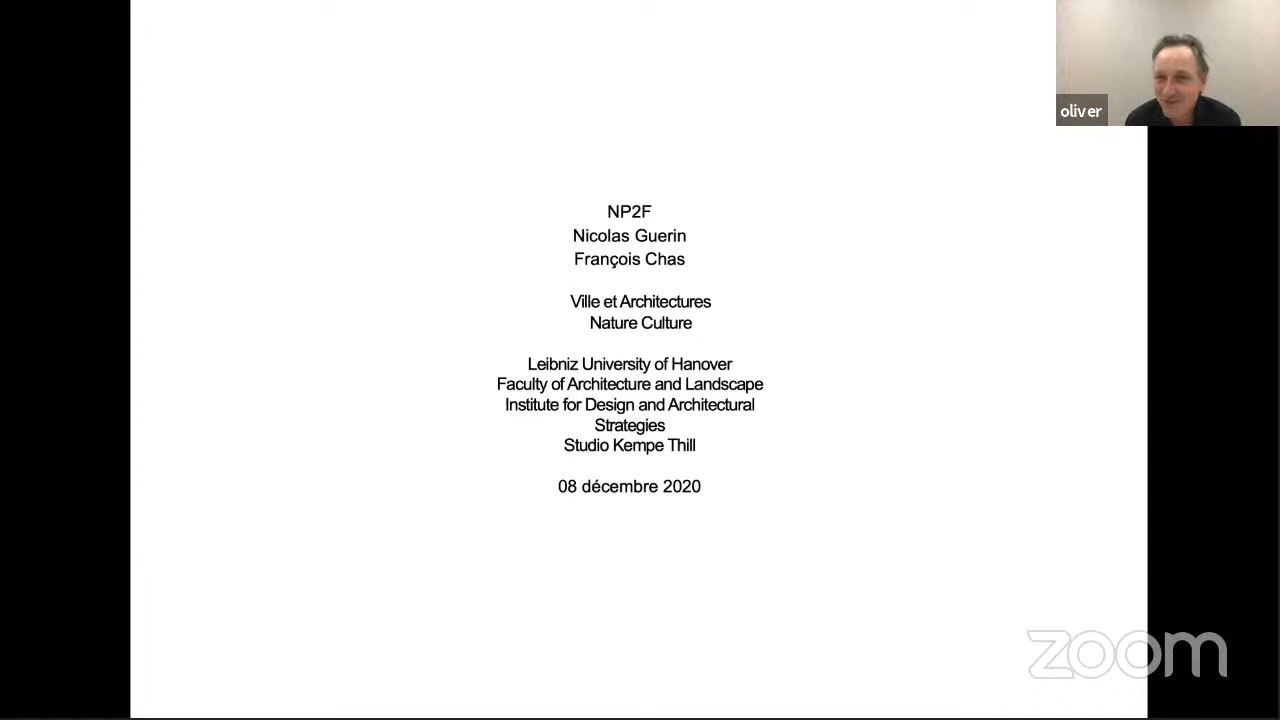 oliver
NP2F
Nicolas Guerin
François Chas
Ville et Architectures
Nature Culture
Leibniz University of Hanover
Faculty of Architecture and Landscape
Institute for Design and Architectural
Strategies
Studio Kempe Thill
08 décembre 2020
zoom